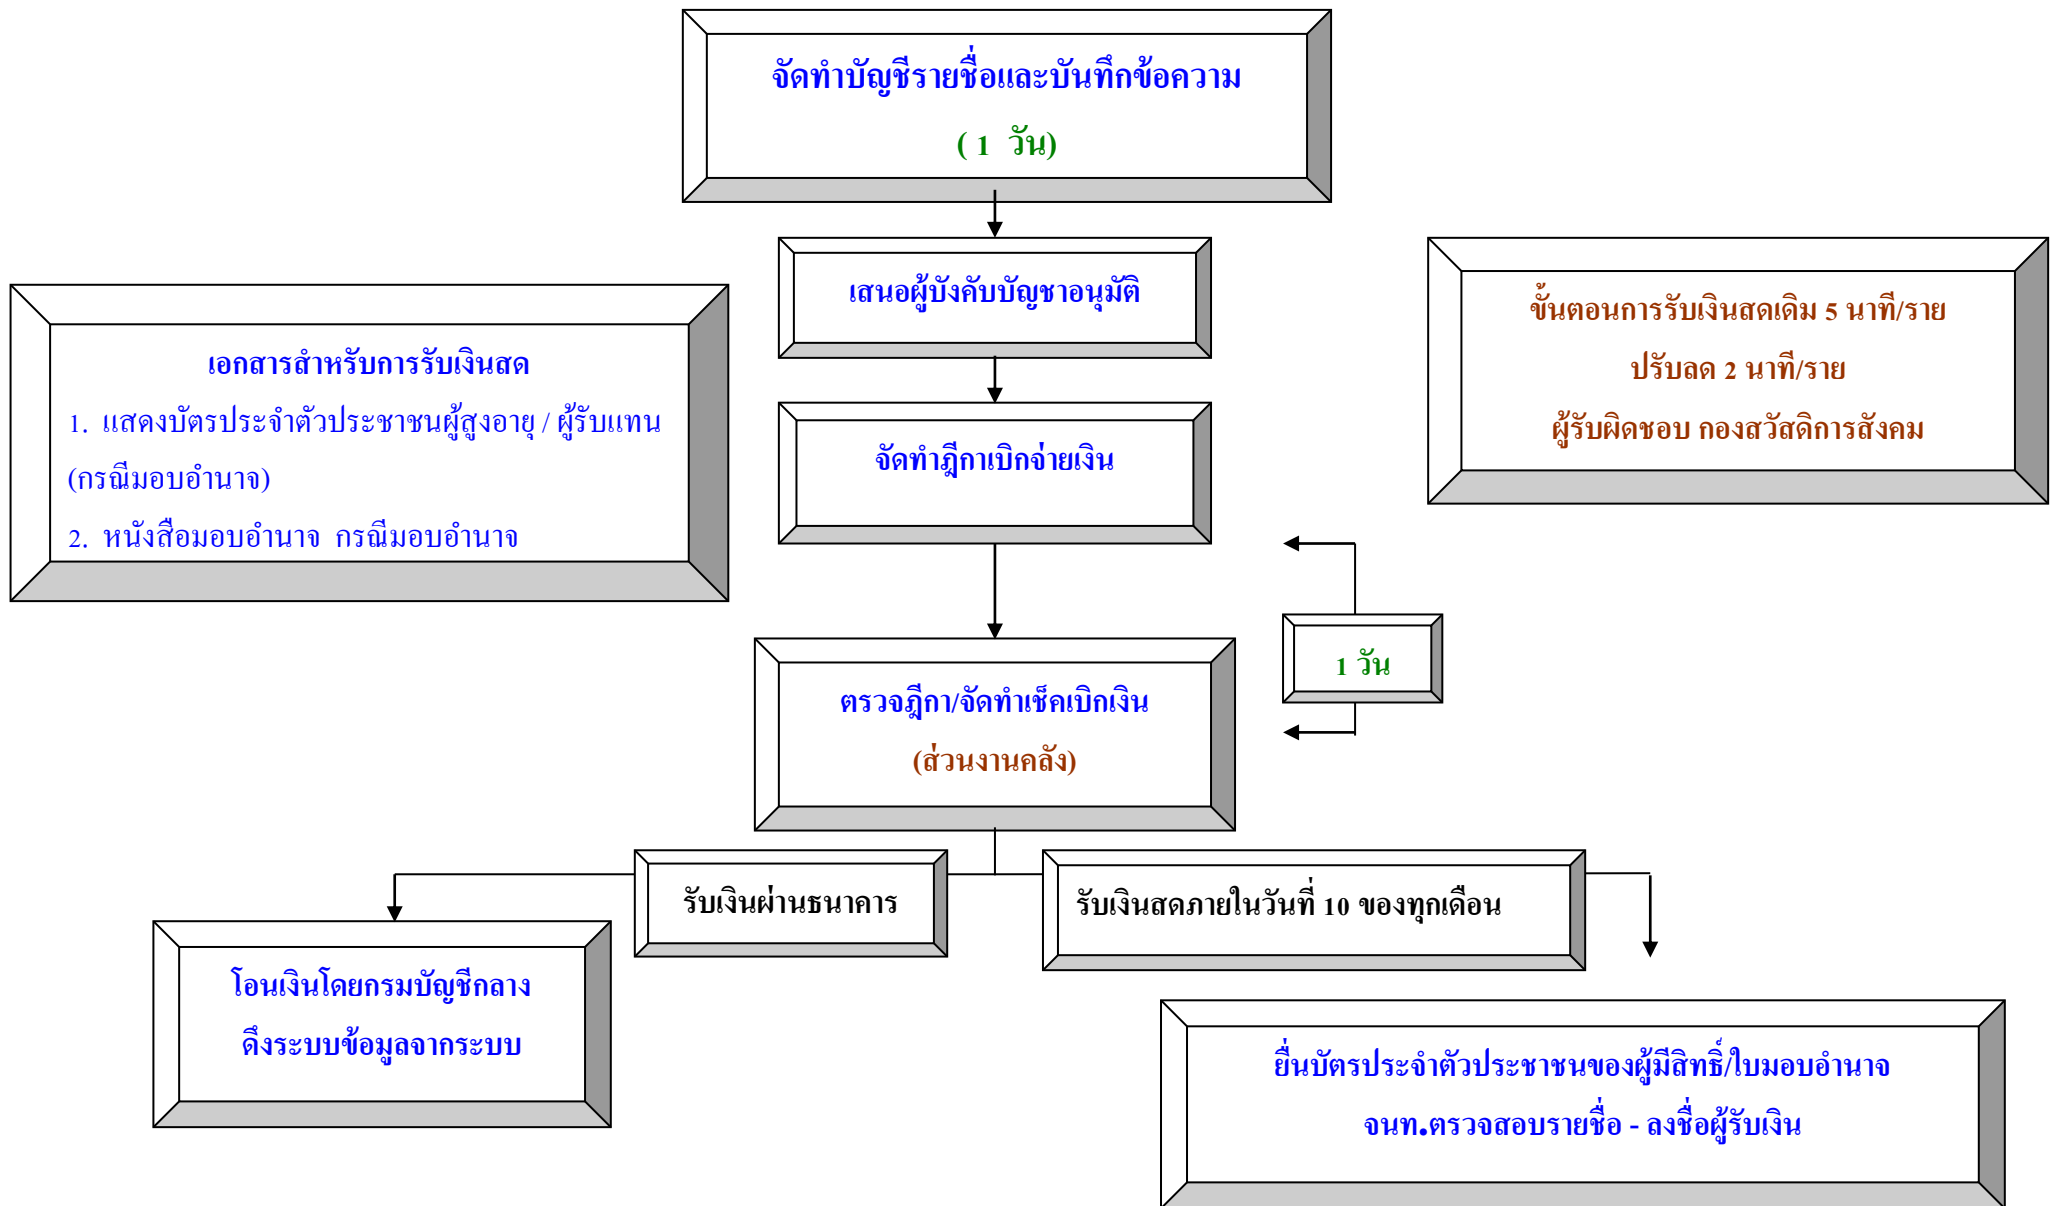 จัดทำบัญชีรายชื่อและบันทึกข้อความ
( 1 วัน)
เสนอผู้บังคับบัญชาอนุมัติ
ขั้นตอนการรับเงินสดเดิม 5 นาที/ราย
ปรับลด 2 นาที/ราย
ผู้รับผิดชอบ กองสวัสดิการสังคม
เอกสารสำหรับการรับเงินสด
1. แสดงบัตรประจำตัวประชาชนผู้สูงอายุ / ผู้รับแทน
(กรณีมอบอำนาจ)
2. หนังสือมอบอำนาจ กรณีมอบอำนาจ
จัดทำฎีกาเบิกจ่ายเงิน
1 วัน
ตรวจฎีกา/จัดทำเช็คเบิกเงิน
(ส่วนงานคลัง)
รับเงินผ่านธนาคาร
รับเงินสดภายในวันที่ 10 ของทุกเดือน
โอนเงินโดยกรมบัญชีกลาง
ดึงระบบข้อมูลจากระบบ
ยื่นบัตรประจำตัวประชาชนของผู้มีสิทธิ์/ใบมอบอำนาจ
จนท.ตรวจสอบรายชื่อ - ลงชื่อผู้รับเงิน